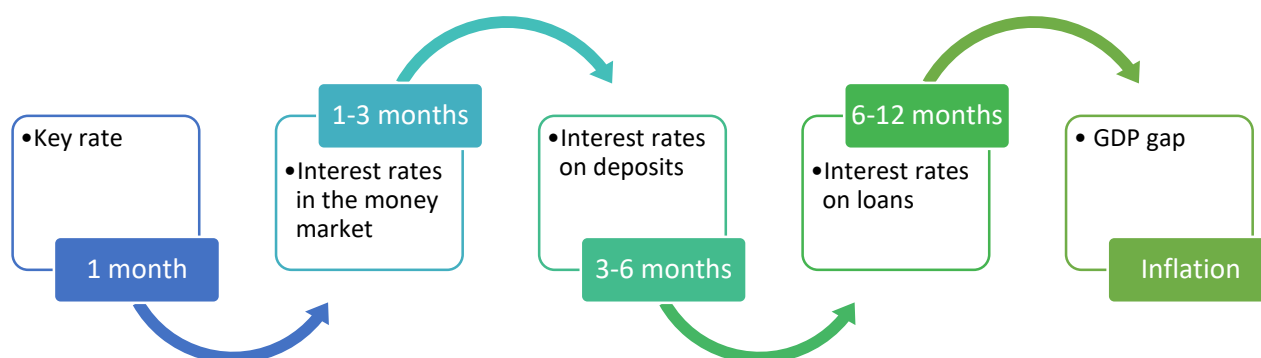 •Key rate
1 month
1-3 months
•Interest rates
in the money
market
•Interest rates
on deposits
3-6 months
6-12 months
•Interest rates
on loans
• GDP gap
Inflation